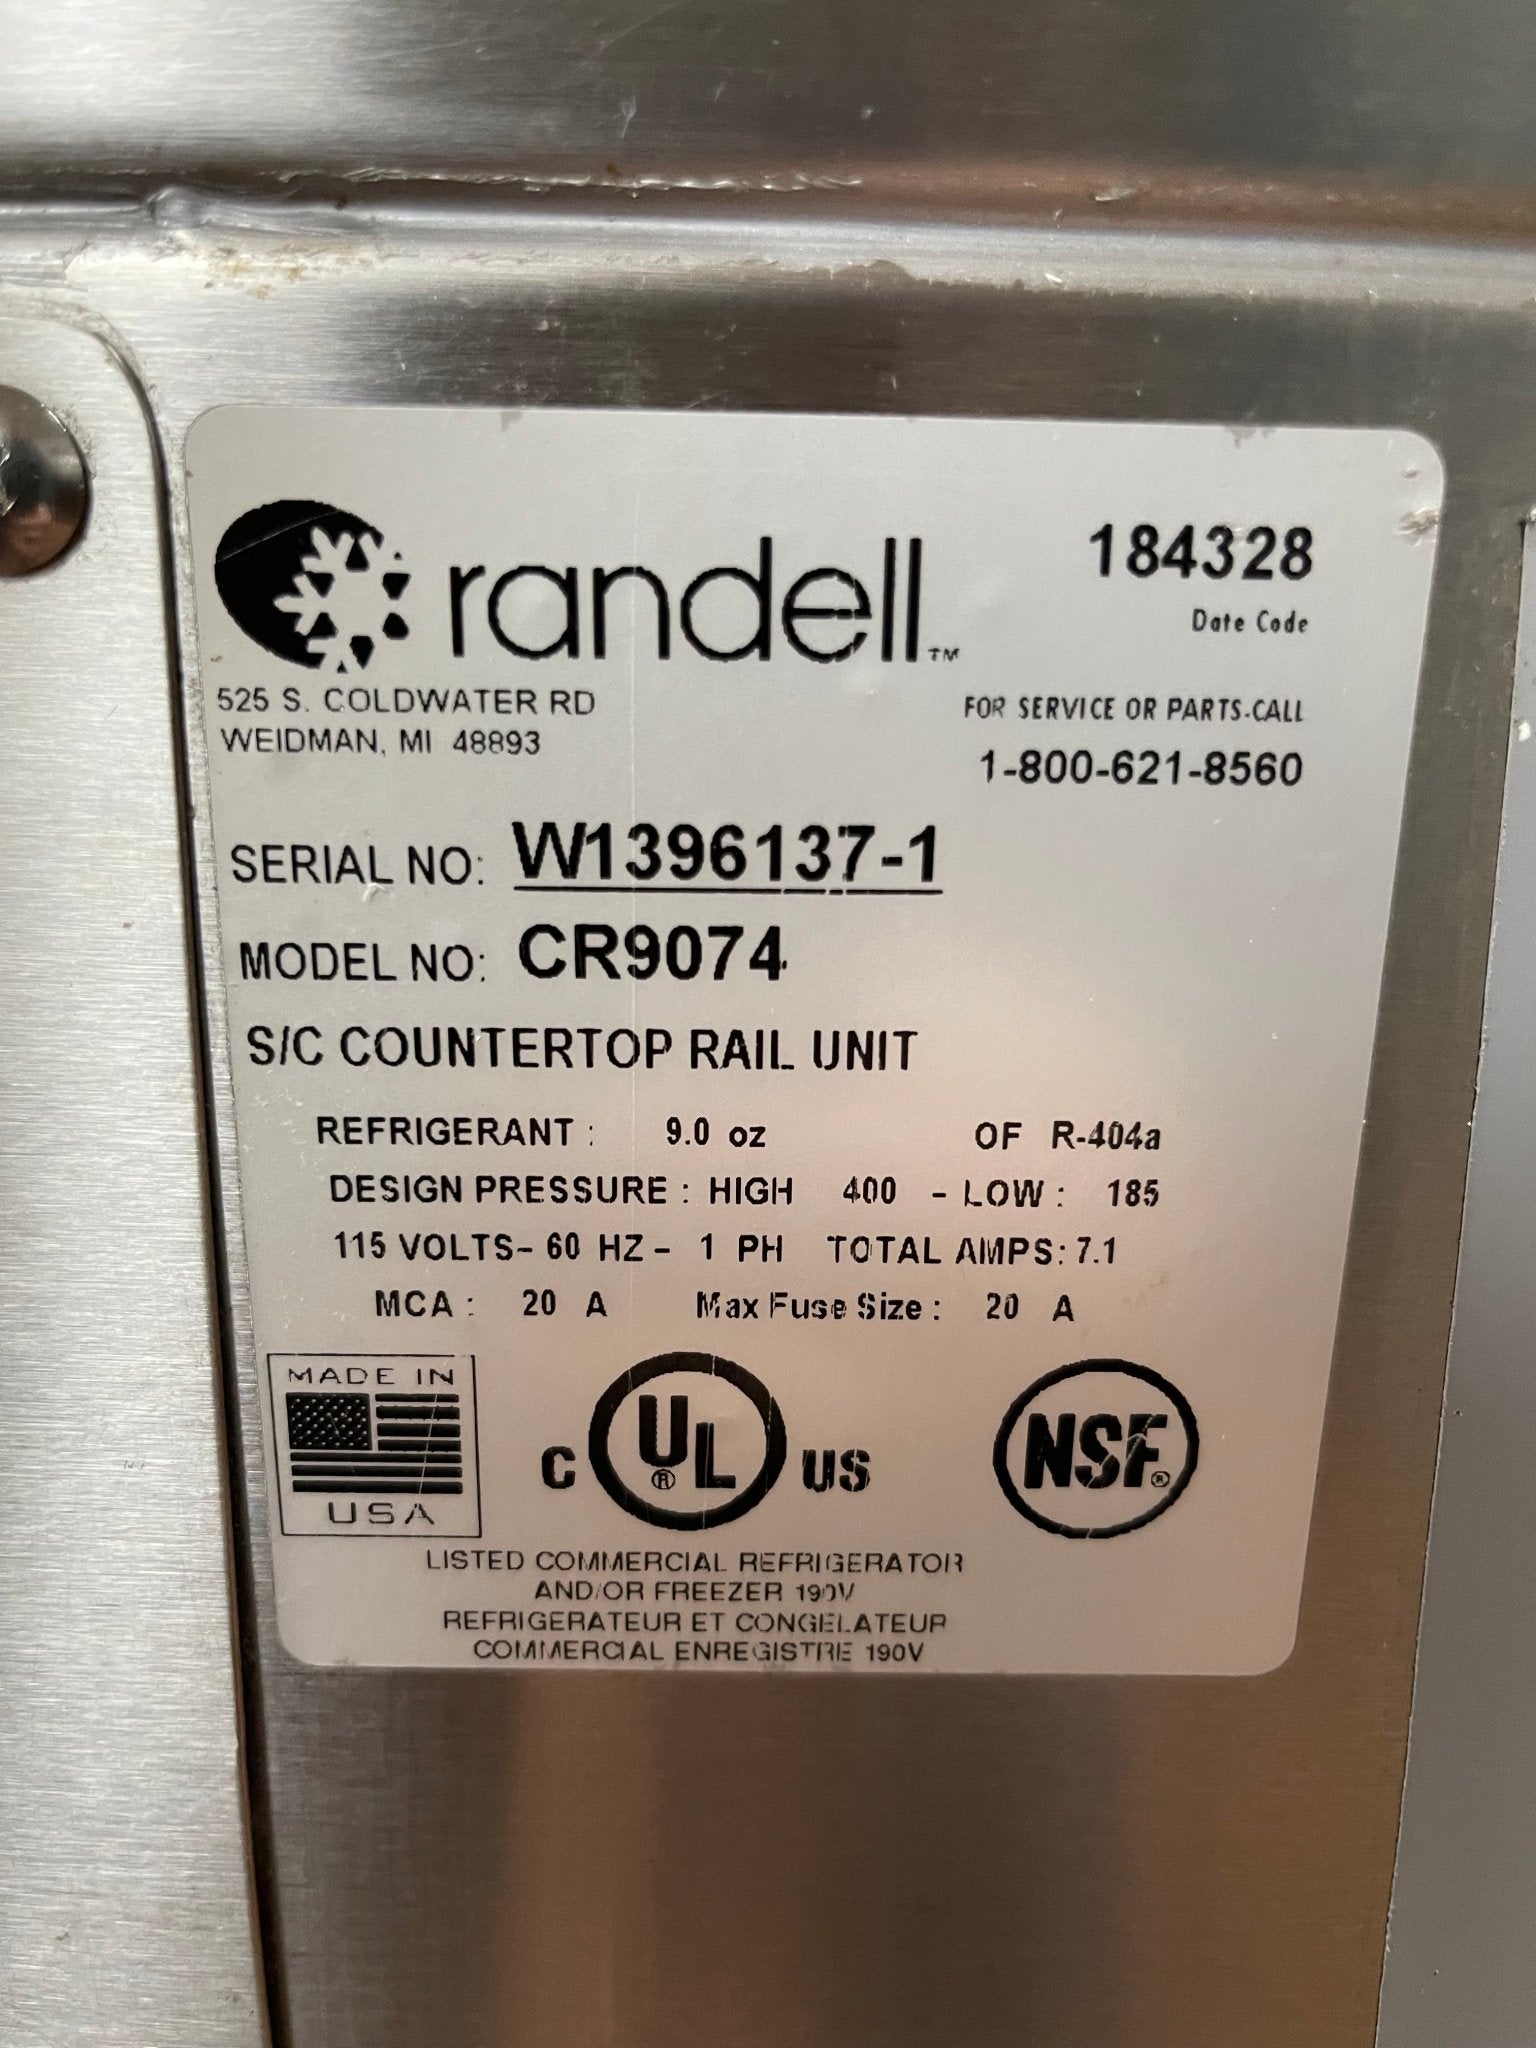 randell™
184328
Date Code
525 S. COLDWATER RD
WEIDMAN, MI 48893
FOR SERVICE OR PARTS-CALL
1-800-621-8560
SERIAL NO: W1396137-1
MODEL NO: CR9074
S/C COUNTERTOP RAIL UNIT
REFRIGERANT : 9.0 oz OF R-404a
DESIGN PRESSURE : HIGH 400 - LOW : 185
115 VOLTS- 60 HZ - 1 PH TOTAL AMPS: 7.1
MCA : 20 A Max Fuse Size : 20 A
MADE IN
USA
C UL® US
NSF®
LISTED COMMERCIAL REFRIGERATOR
AND/OR FREEZER 190V
REFRIGERATEUR ET CONGELATEUR
COMMERCIAL ENREGISTRE 190V